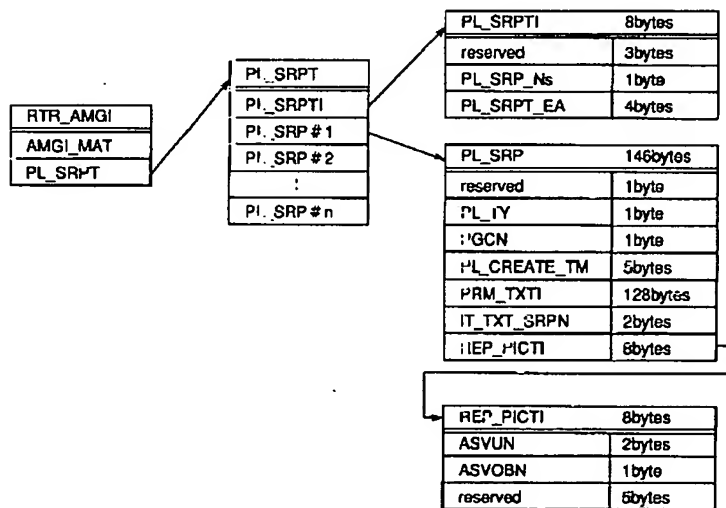 RTR_AMGI
AMGI_MAT
PL_SRPT
PL_SRPT
PL_SRPTI
PL_SRP #1
PL_SRP #2
:
PL_SRP #n
PL_SRPTI 8bytes
reserved 3bytes
PL_SRP_Ns 1byte
PL_SRPT_EA 4bytes
PL_SRP 146bytes
reserved 1byte
PL_TY 1byte
PGCN 1byte
PL_CREATE_TM 5bytes
PRM_TXTI 128bytes
IT_TXT_SRPN 2bytes
REP_PICTI 8bytes
REP_PICTI 8bytes
ASVUN 2bytes
ASVOBN 1byte
reserved 5bytes